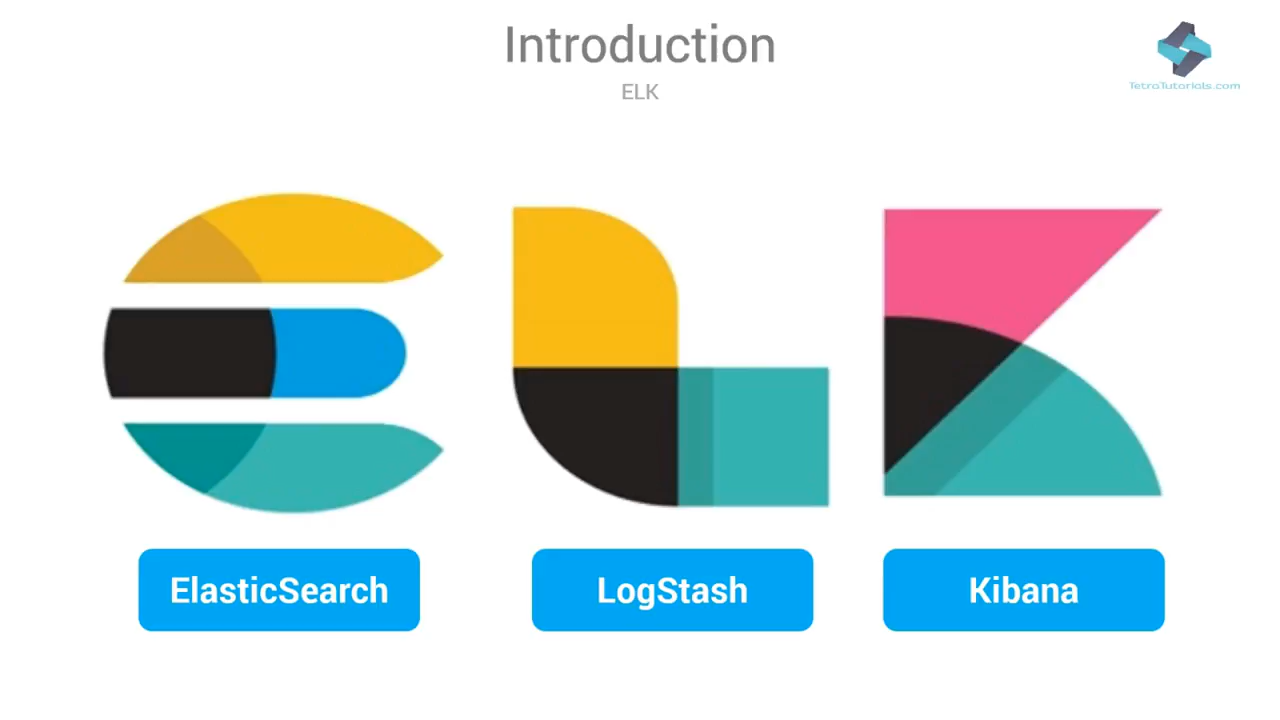 Introduction
ELK
TetraTutorials.com
ElasticSearch
LogStash
Kibana